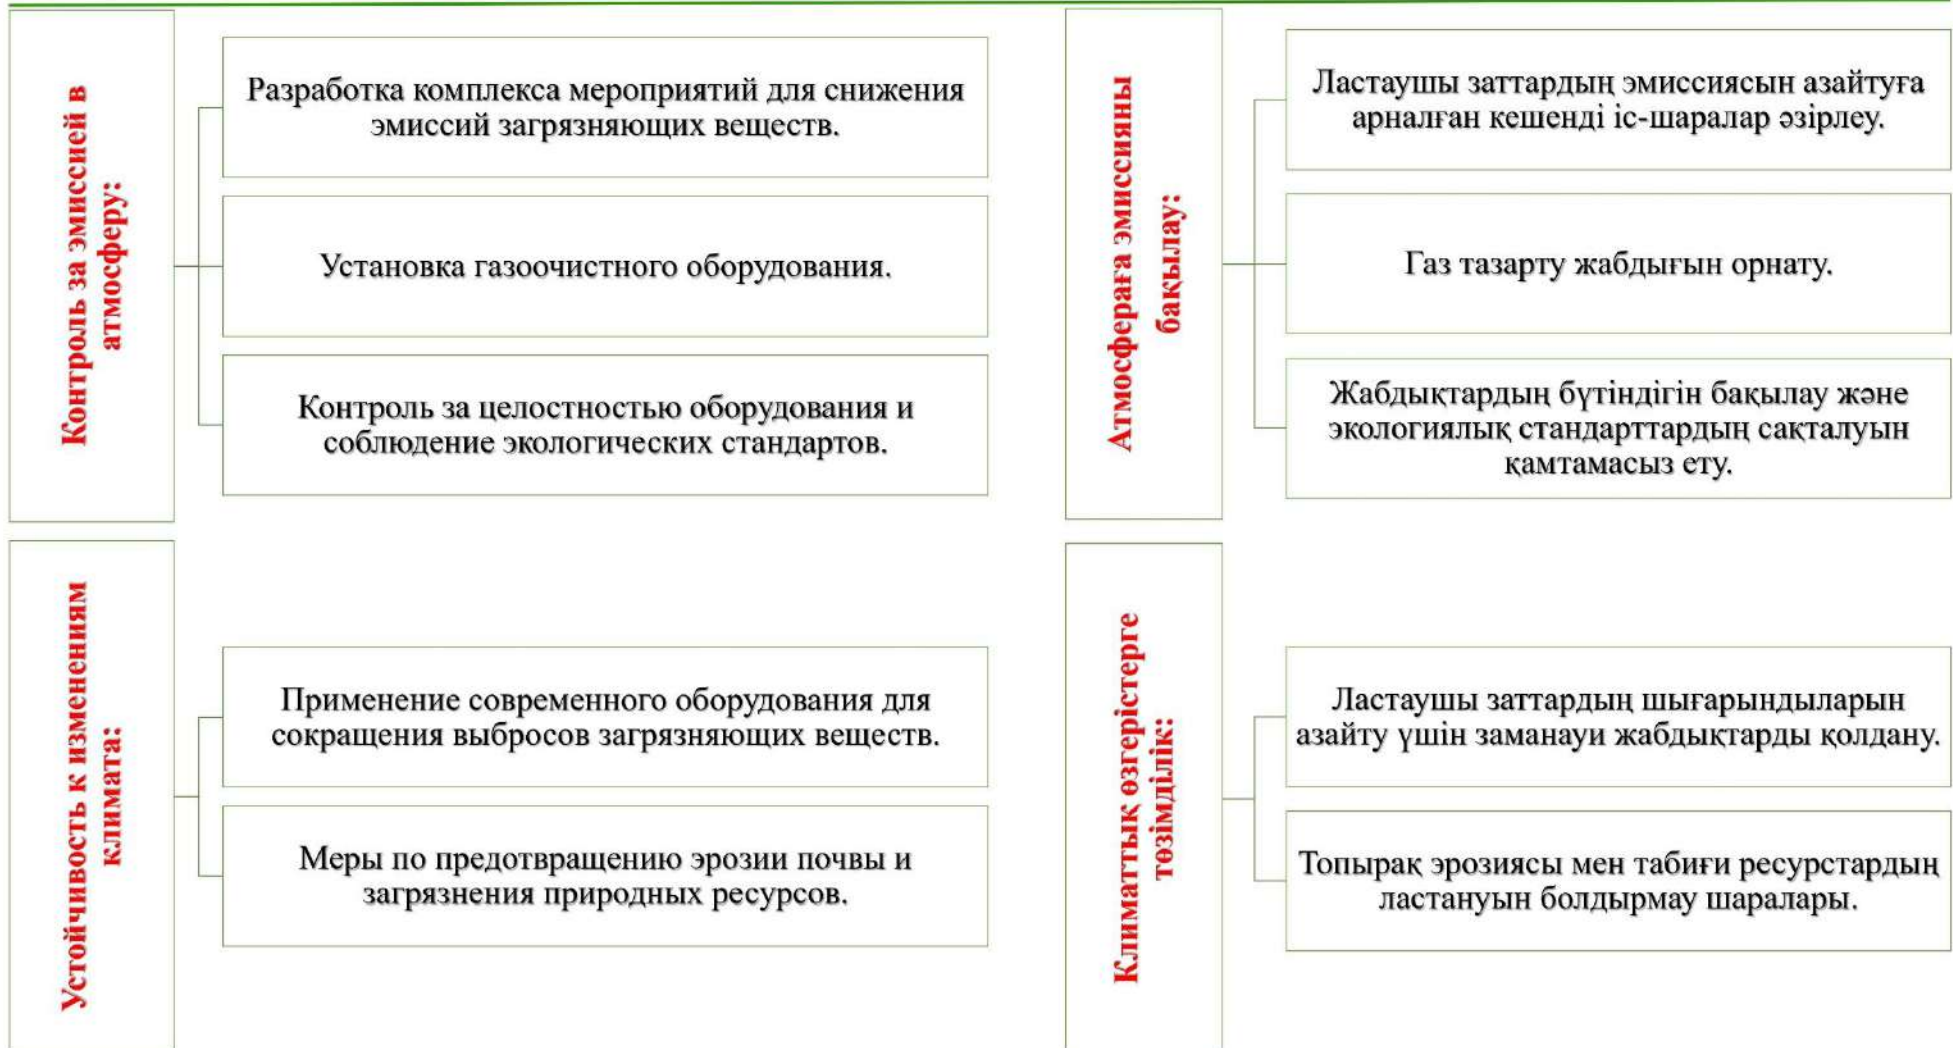 Контроль за эмиссией в
атмосферу:
Разработка комплекса мероприятий для снижения
эмиссий загрязняющих веществ.
Установка газоочистного оборудования.
Контроль за целостностью оборудования и
соблюдение экологических стандартов.
Устойчивость к изменениям
климата:
Применение современного оборудования для
сокращения выбросов загрязняющих веществ.
Меры по предотвращению эрозии почвы и
загрязнения природных ресурсов.
Атмосфераға эмиссияны
бақылау:
Ластаушы заттардың эмиссиясын азайтуға
арналған кешенді іс-шаралар әзірлеу.
Газ тазарту жабдығын орнату.
Жабдықтардың бүтіндігін бақылау және
экологиялық стандарттардың сақталуын
қамтамасыз ету.
Климаттық өзгерістерге
төзімділік:
Ластаушы заттардың шығарындыларын
азайту үшін заманауи жабдықтарды қолдану.
Топырақ эрозиясы мен табиғи ресурстардың
ластануын болдырмау шаралары.